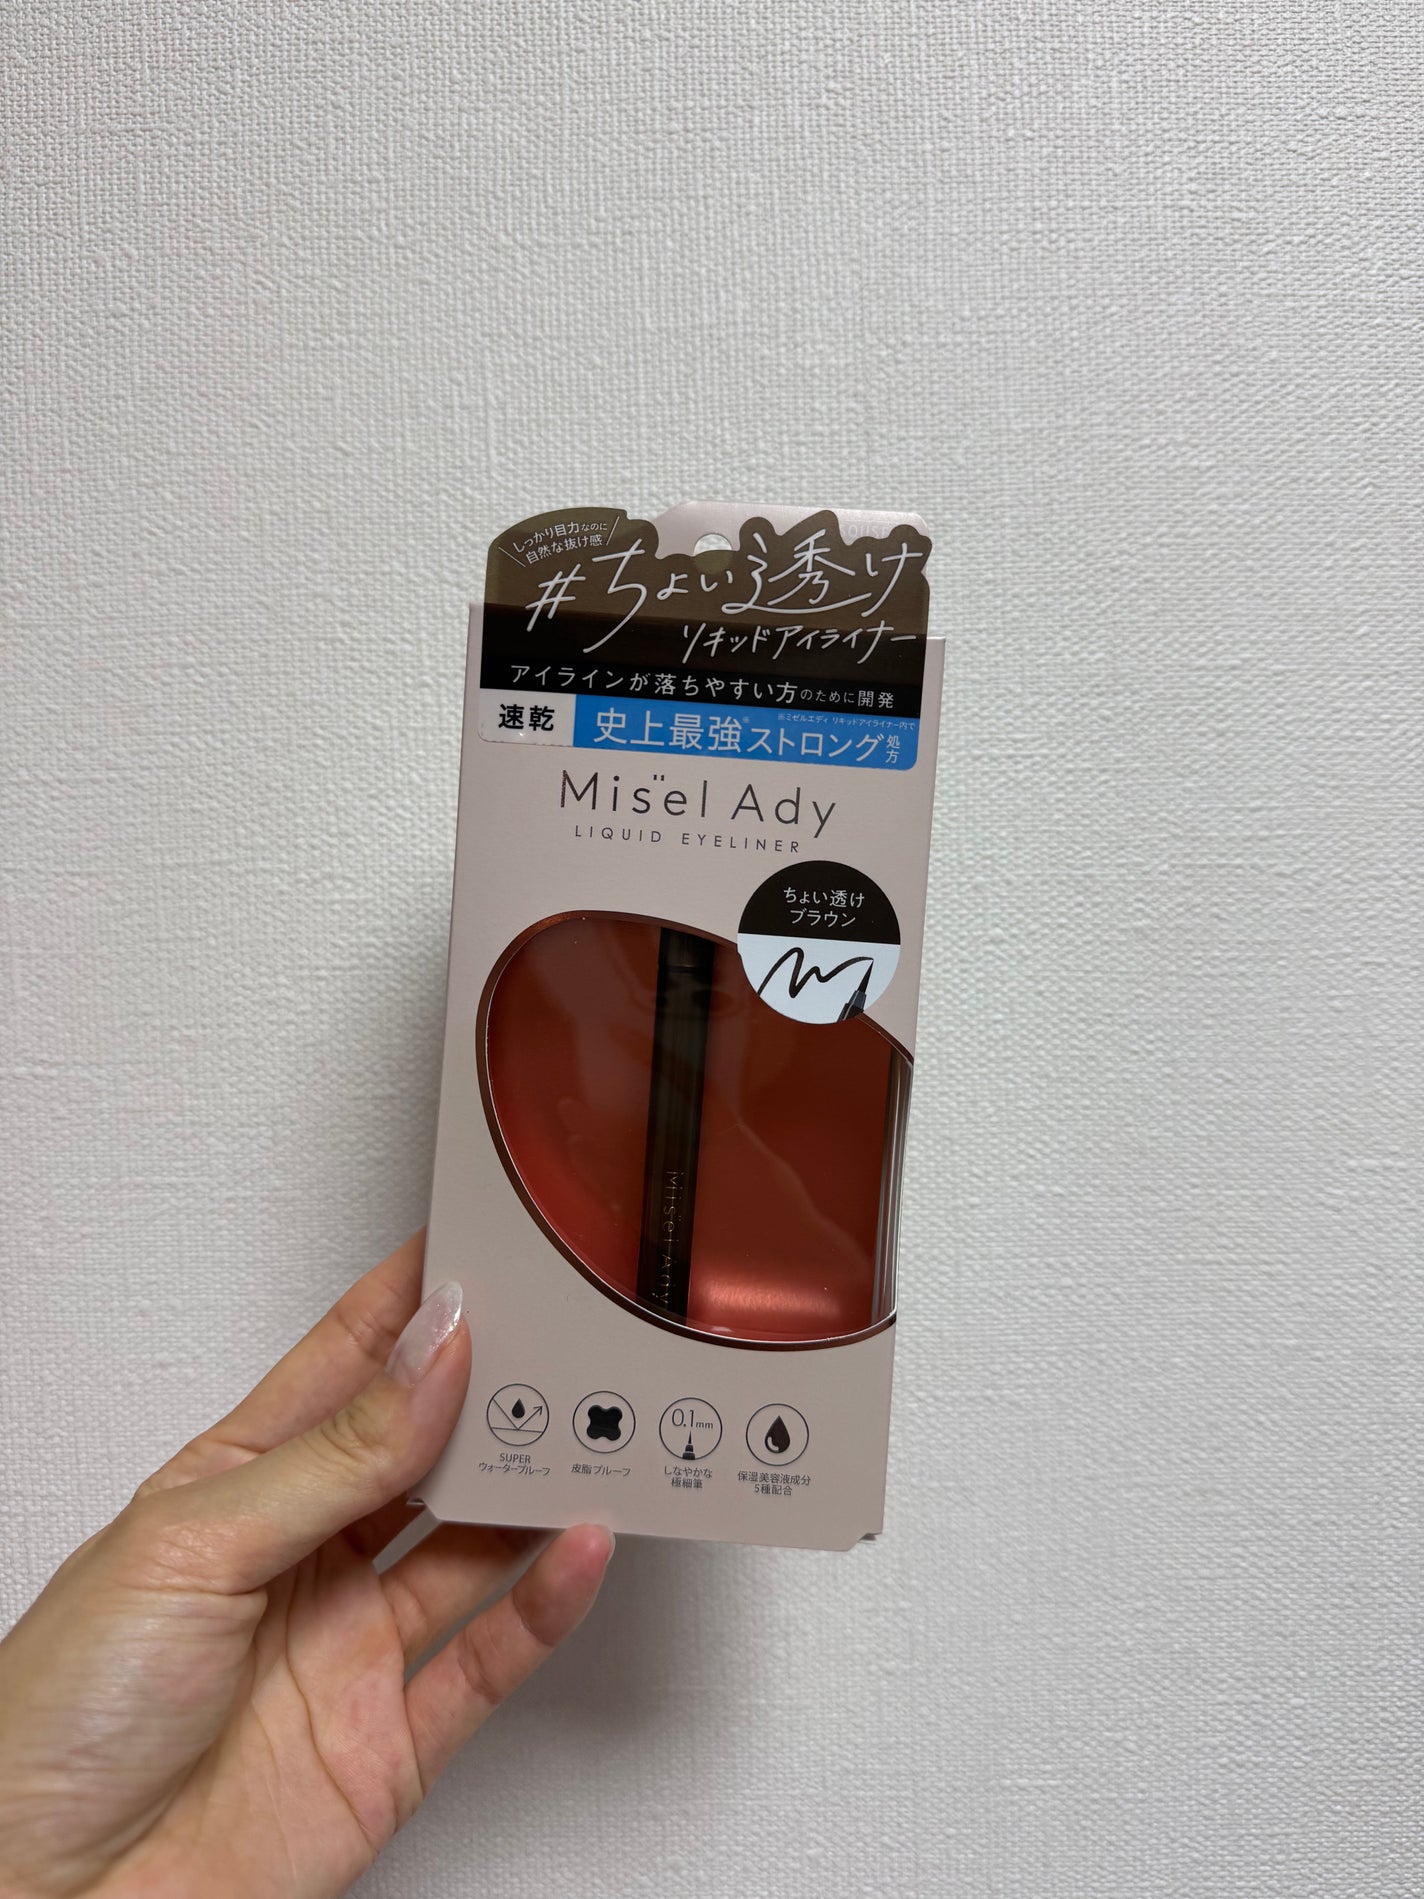 しっかり目力なのに
自然な抜け感
#ちょい透け
リキッドアイライナー
アイラインが落ちやすい方のために開発
速乾
※ミゼルエディ リキッドアイライナー内で
史上最強※ストロング処方
Misël Ady
LIQUID EYELINER
ちょい透け
ブラウン
Misël Ady
SUPER
ウォータープルーフ
皮脂プルーフ
0.1mm
しなやかな
極細筆
保湿美容液成分
5種配合